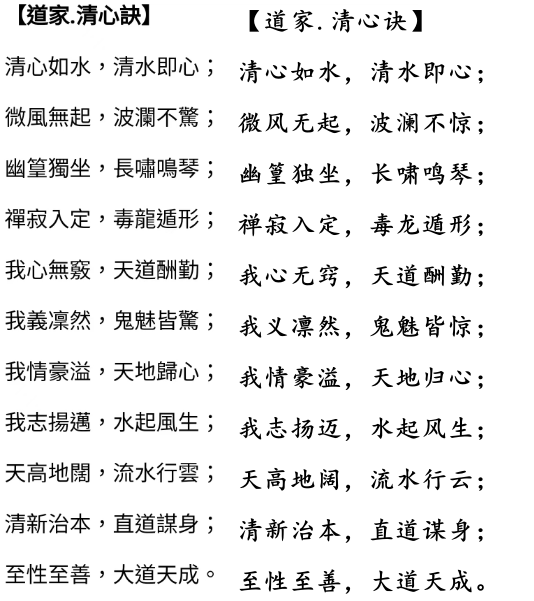 【道家.清心訣】
清心如水，清水即心；
微風無起，波瀾不驚；
幽篁獨坐，長嘯鳴琴；
禪寂入定，毒龍遁形；
我心無竅，天道酬勤；
我義凜然，鬼魅皆驚；
我情豪溢，天地歸心；
我志揚邁，水起風生；
天高地闊，流水行雲；
清新治本，直道謀身；
至性至善，大道天成。
【道家.清心诀】
清心如水，清水即心；
微风无起，波澜不惊；
幽篁独坐，长啸鸣琴；
禅寂入定，毒龙遁形；
我心无窍，天道酬勤；
我义凛然，鬼魅皆惊；
我情豪溢，天地归心；
我志扬迈，水起风生；
天高地阔，流水行云；
清新治本，直道谋身；
至性至善，大道天成。